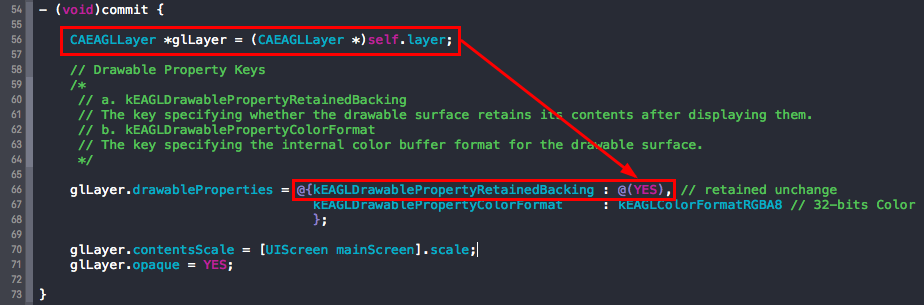 54 - (void)commit {
55
56 CAEAGLLayer *glLayer = (CAEAGLLayer *)self.layer;
57
58 // Drawable Property Keys
59 /*
60 // a. kEAGLDrawablePropertyRetainedBacking
61 // The key specifying whether the drawable surface retains its contents after displaying them.
62 // b. kEAGLDrawablePropertyColorFormat
63 // The key specifying the internal color buffer format for the drawable surface.
64 */
65
66 glLayer.drawableProperties = @{kEAGLDrawablePropertyRetainedBacking : @(YES), // retained unchange
67 kEAGLDrawablePropertyColorFormat : kEAGLColorFormatRGBA8 // 32-bits Color
68 };
69
70 glLayer.contentsScale = [UIScreen mainScreen].scale;
71 glLayer.opaque = YES;
72
73 }